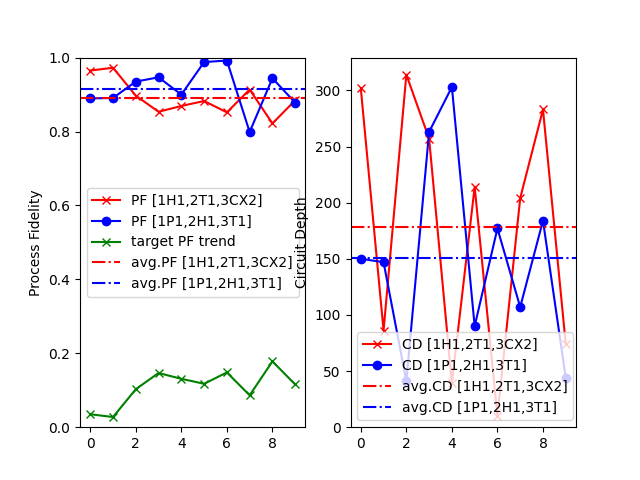 1.0
0.8
0.6
0.4
0.2
0.0
Process Fidelity
PF [1H1,2T1,3CX2]
PF [1P1,2H1,3T1]
target PF trend
avg.PF [1H1,2T1,3CX2]
avg.PF [1P1,2H1,3T1]
0 2 4 6 8
300
250
200
150
100
50
0
Circuit Depth
CD [1H1,2T1,3CX2]
CD [1P1,2H1,3T1]
avg.CD [1H1,2T1,3CX2]
avg.CD [1P1,2H1,3T1]
0 2 4 6 8